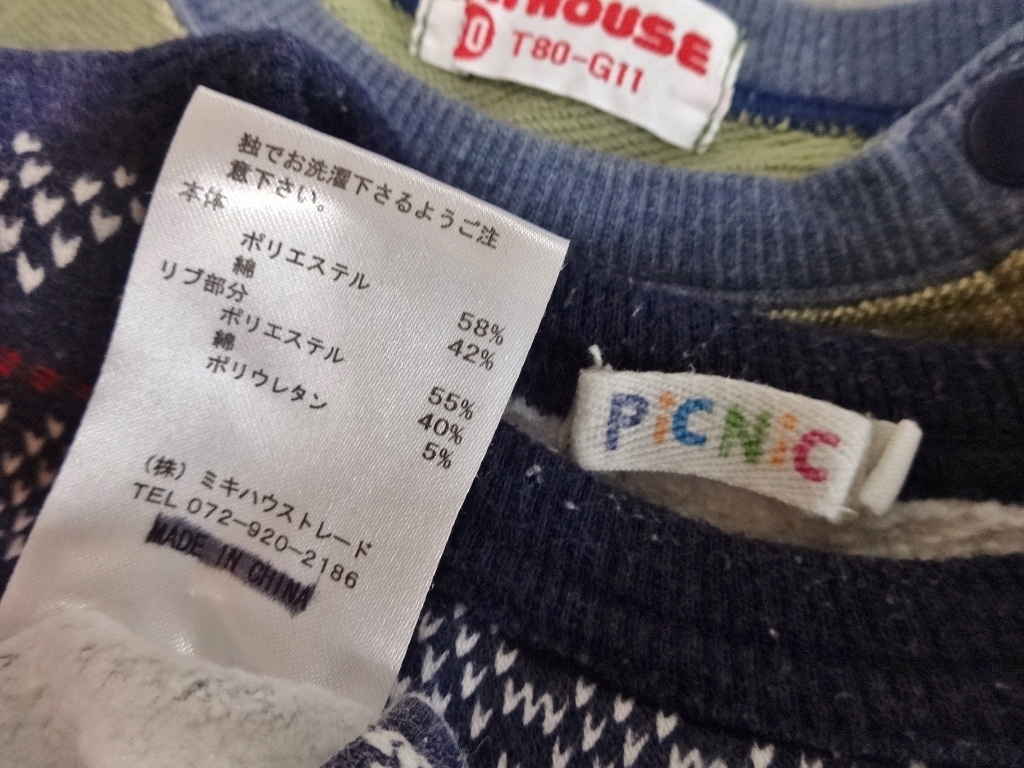 HOUSE
T80-G11
独でお洗濯下さるようご注
意下さい。
本体
ポリエステル 58%
綿 42%
リブ部分
ポリエステル 55%
綿 40%
ポリウレタン 5%
(株)ミキハウストレード
TEL 072-920-2186
MADE IN CHINA
PiCNiC